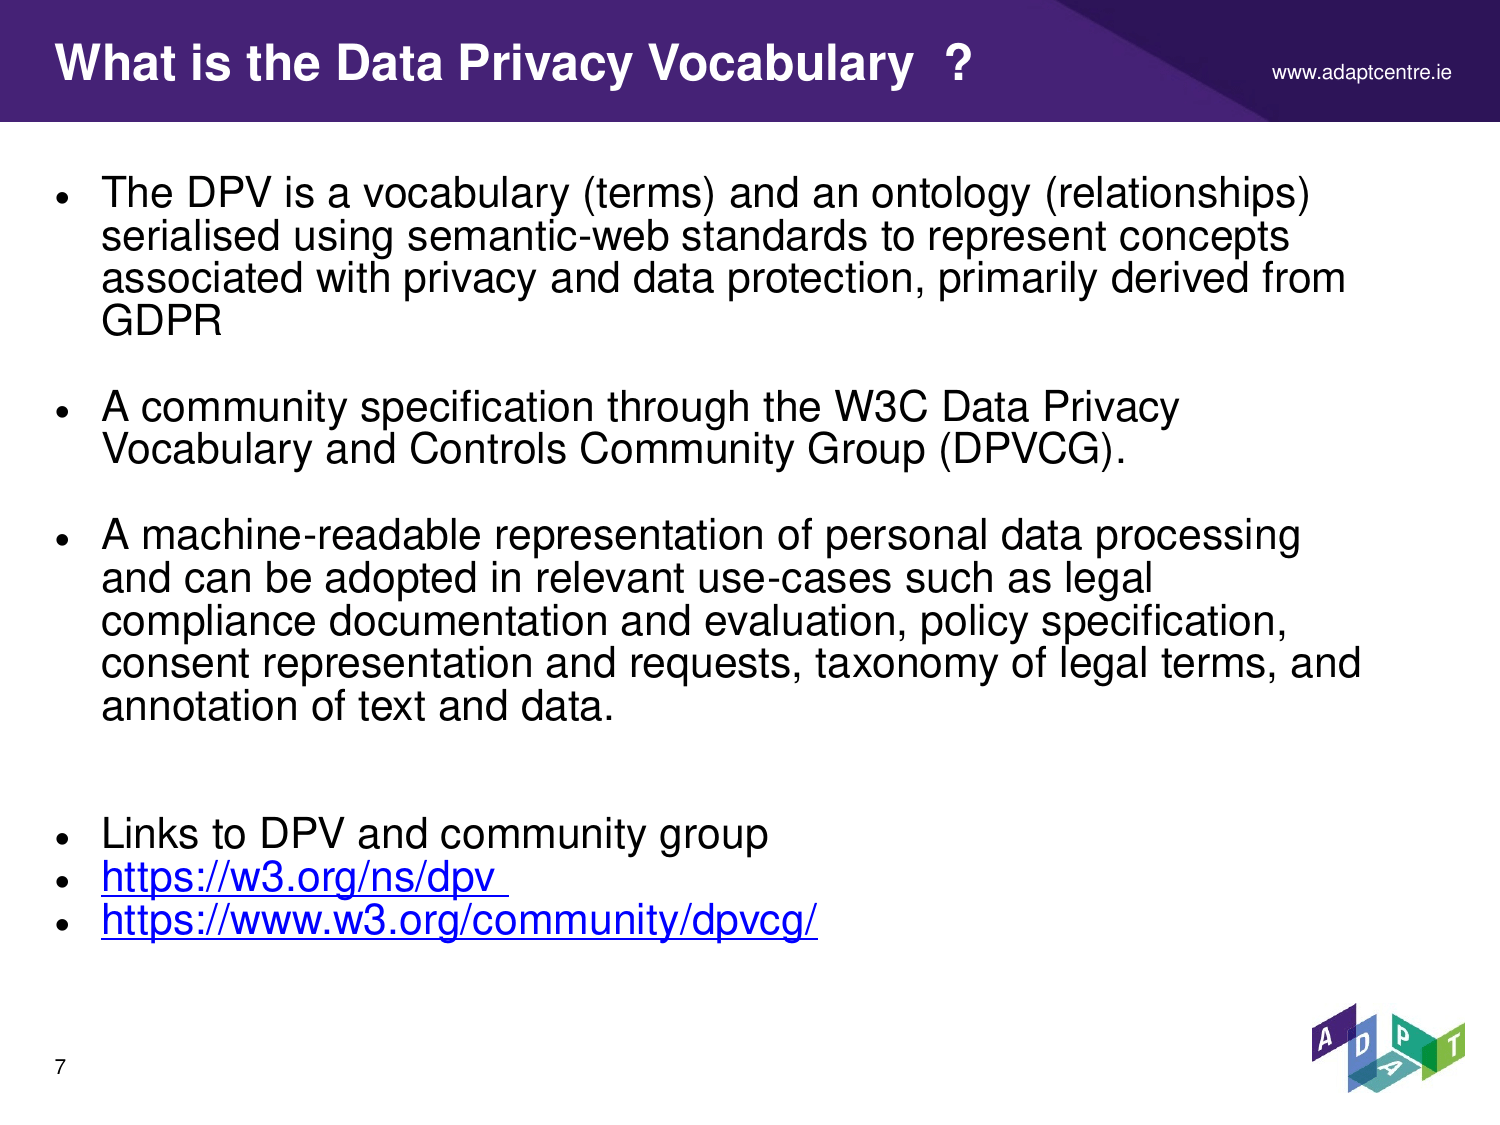 What is the Data Privacy Vocabulary ?
www.adaptcentre.ie
• The DPV is a vocabulary (terms) and an ontology (relationships)
serialised using semantic-web standards to represent concepts
associated with privacy and data protection, primarily derived from
GDPR
• A community specification through the W3C Data Privacy
Vocabulary and Controls Community Group (DPVCG).
• A machine-readable representation of personal data processing
and can be adopted in relevant use-cases such as legal
compliance documentation and evaluation, policy specification,
consent representation and requests, taxonomy of legal terms, and
annotation of text and data.
• Links to DPV and community group
• https://w3.org/ns/dpv
• https://www.w3.org/community/dpvcg/
7
ADAPT